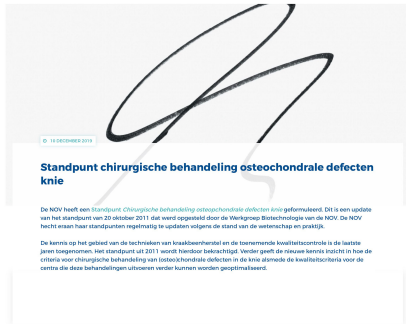 16 DECEMBER 2019
Standpunt chirurgische behandeling osteochondrale defecten
knie
De NOV heeft een Standpunt Chirurgische behandeling osteopchondrale defecten knie geformuleerd. Dit is een update
van het standpunt van 20 oktober 2011 dat werd opgesteld door de Werkgroep Biotechnologie van de NOV. De NOV
hecht eraan haar standpunten regelmatig te updaten volgens de stand van de wetenschap en praktijk.
De kennis op het gebied van de technieken van kraakbeenherstel en de toenemende kwaliteitscontrole is de laatste
jaren toegenomen. Het standpunt uit 2011 wordt hierdoor bekrachtigd. Verder geeft de nieuwe kennis inzicht in hoe de
criteria voor chirurgische behandeling van (osteo)chondrale defecten in de knie alsmede de kwaliteitscriteria voor de
centra die deze behandelingen uitvoeren verder kunnen worden geoptimaliseerd.